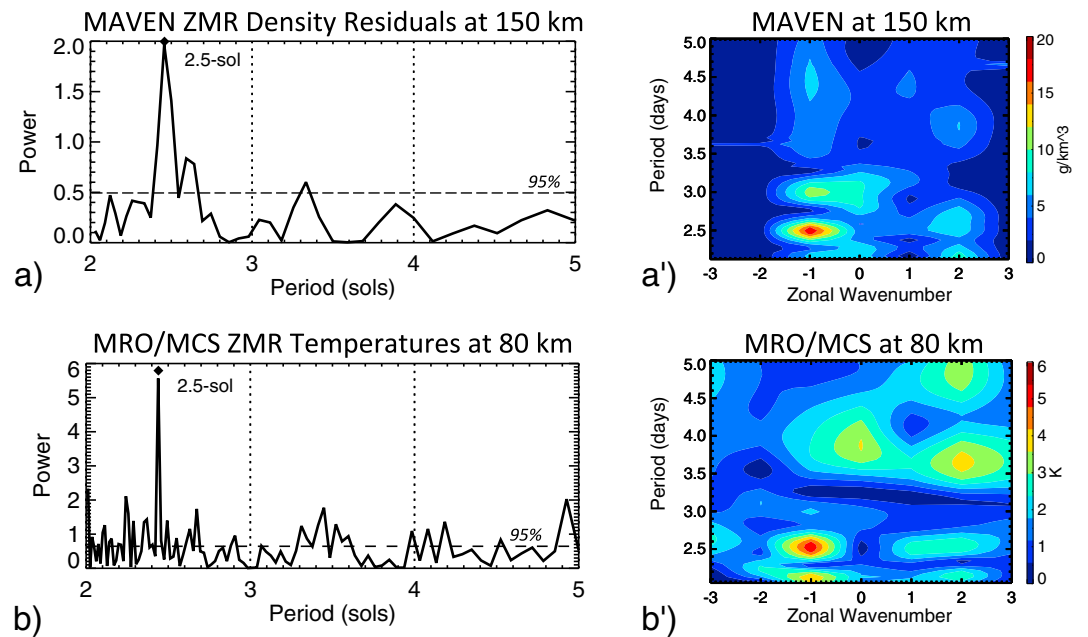 MAVEN ZMR Density Residuals at 150 km
2.0
1.5
1.0
0.5
0.0
Power
2.5-sol
95%
2 3 4 5
Period (sols)
a)
MAVEN at 150 km
5.0
4.5
4.0
3.5
3.0
2.5
Period (days)
-3 -2 -1 0 1 2 3
Zonal Wavenumber
20
15
10
5
0
g/km^3
a')
MRO/MCS ZMR Temperatures at 80 km
6
5
4
3
2
1
0
Power
2.5-sol
95%
2 3 4 5
Period (sols)
b)
MRO/MCS at 80 km
5.0
4.5
4.0
3.5
3.0
2.5
Period (days)
-3 -2 -1 0 1 2 3
Zonal Wavenumber
6
5
4
3
2
1
0
K
b')